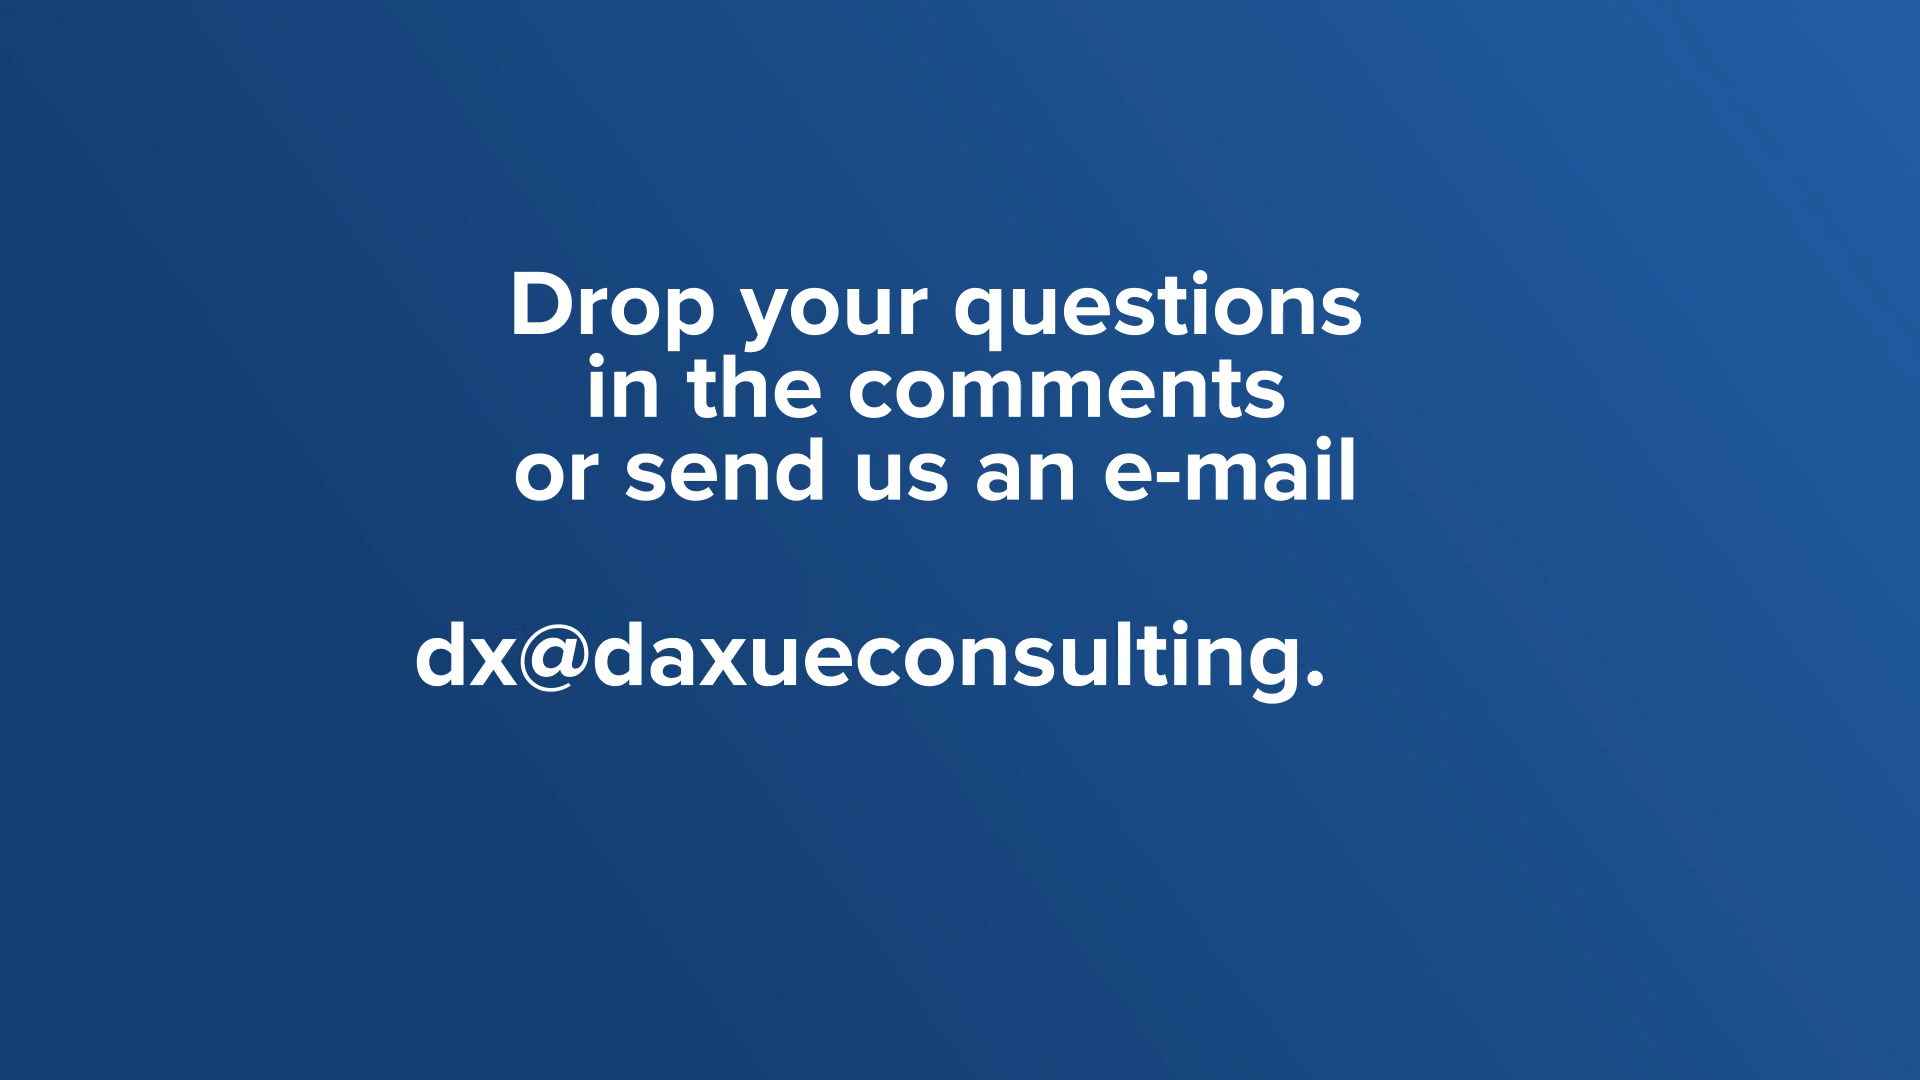 Drop your questions
in the comments
or send us an e-mail
dx@daxueconsulting.